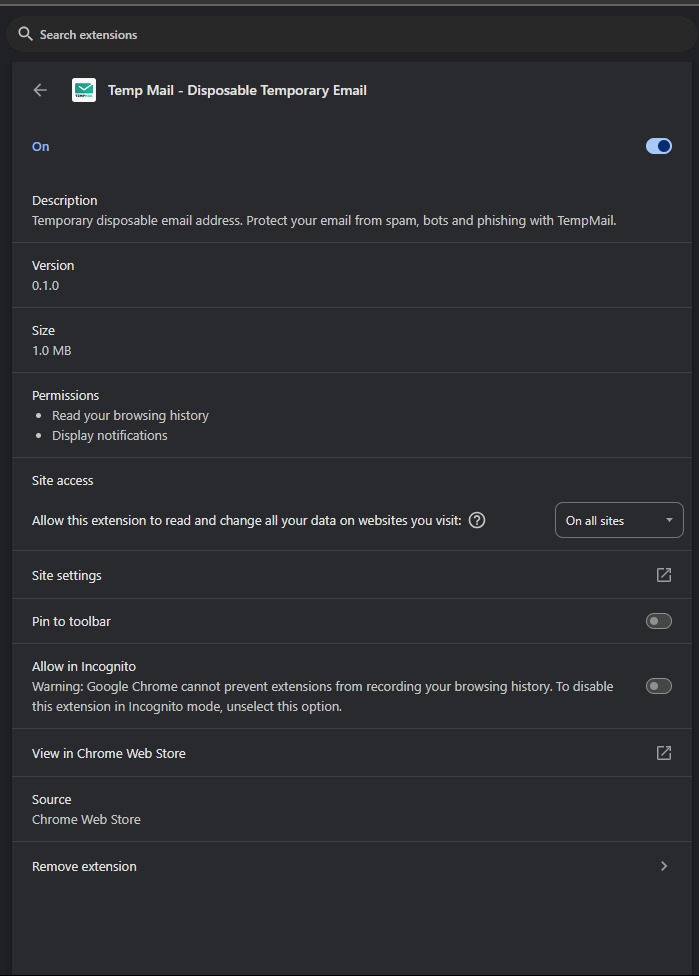 Search extensions
Temp Mail - Disposable Temporary Email
On
Description
Temporary disposable email address. Protect your email from spam, bots and phishing with TempMail.
Version
0.1.0
Size
1.0 MB
Permissions
Read your browsing history
Display notifications
Site access
Allow this extension to read and change all your data on websites you visit:
On all sites
Site settings
Pin to toolbar
Allow in Incognito
Warning: Google Chrome cannot prevent extensions from recording your browsing history. To disable
this extension in Incognito mode, unselect this option.
View in Chrome Web Store
Source
Chrome Web Store
Remove extension